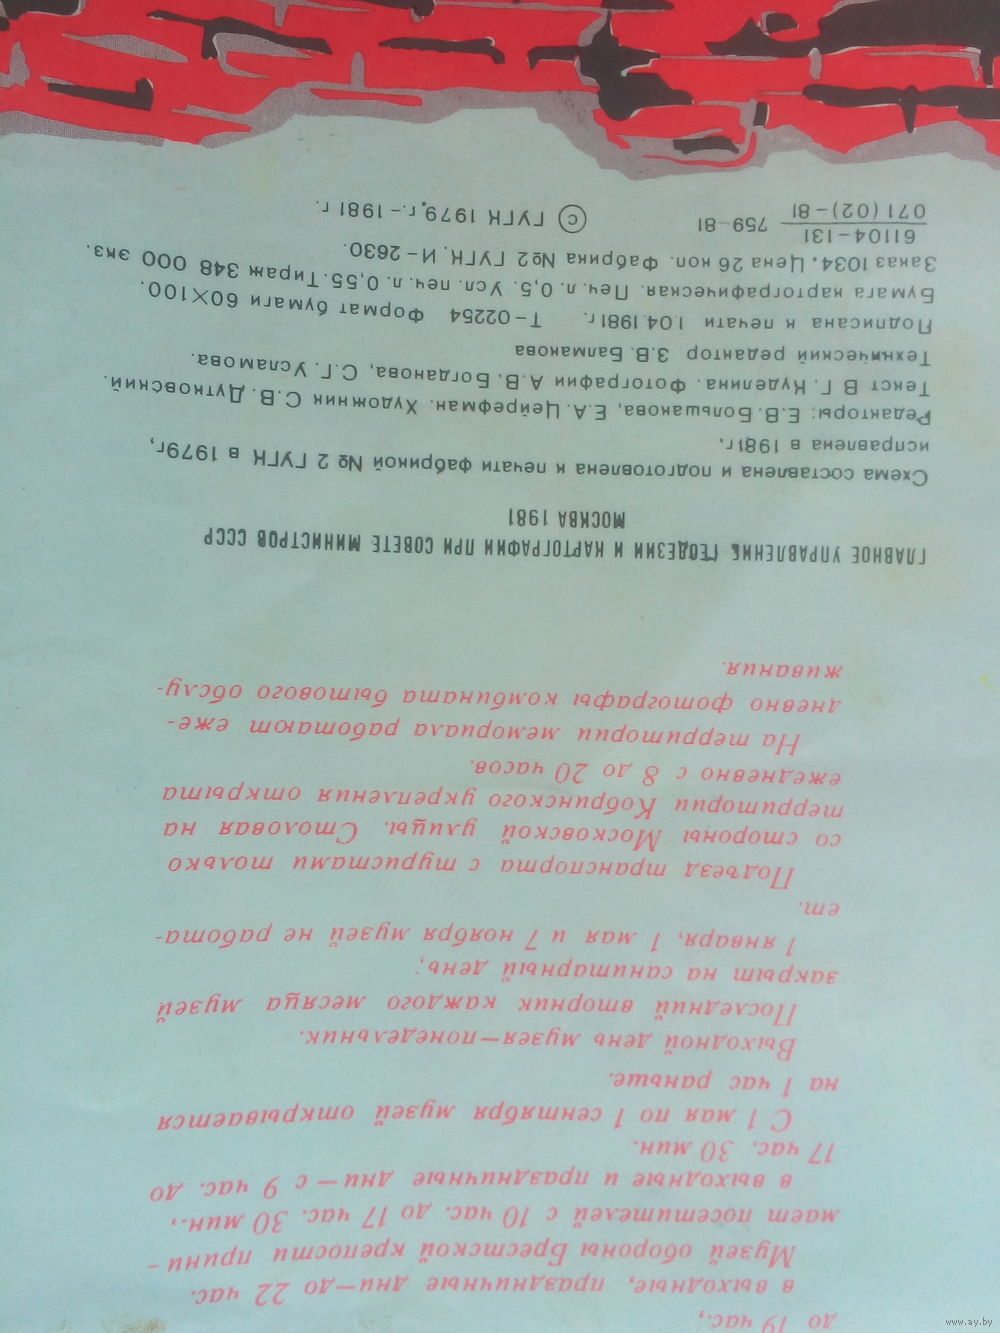 до 19 час.,
в выходные, праздничные дни—до 22 час.
Музей обороны Брестской крепости прини-
мает посетителей с 10 час. до 17 час. 30 мин.,
в выходные и праздничные дни—с 9 час. до
17 час. 30 мин.
С 1 мая по 1 сентября музей открывается
на 1 час раньше.
Выходной день музея—понедельник.
Последний вторник каждого месяца музей
закрыт на санитарный день;
1 января, 1 мая и 7 ноября музей не работа-
ет.
Подъезд транспорта с туристами только
со стороны Московской улицы. Столовая на
территории Кобринского укрепления открыта
ежедневно с 8 до 20 часов.
На территории мемориала работают еже-
дневно фотографы комбината бытового обслу-
живания.
ГЛАВНОЕ УПРАВЛЕНИЕ ГЕОДЕЗИИ И КАРТОГРАФИИ ПРИ СОВЕТЕ МИНИСТРОВ СССР
МОСКВА 1981
Схема составлена и подготовлена к печати фабрикой №2 ГУГК в 1979г,
исправлена в 1981г.
Редакторы: Е.В. Большакова, Е.А. Цейрефман. Художник С.В. Дутковский.
Текст В Г. Куделина. Фотографии А.В. Богданова, С.Г. Усламова.
Технический редактор З.В. Балмакова
Подписана к печати 1.04.1981г. Т-02254 Формат бумаги 60×100.
Бумага картографическая. Печ. л. 0,5. Усл. печ. л. 0,55. Тираж 348 000 экз.
Заказ 1034. Цена 26 коп. Фабрика №2 ГУГК. И-2630.
61104-131
071 (02)-81
759-81
© ГУГК 1979г.-1981 г.
www.ay.by